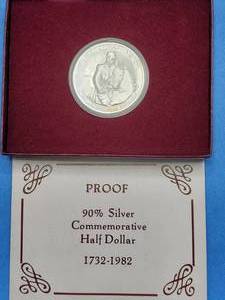 PROOF
90% Silver
Commemorative
Half Dollar
1732-1982